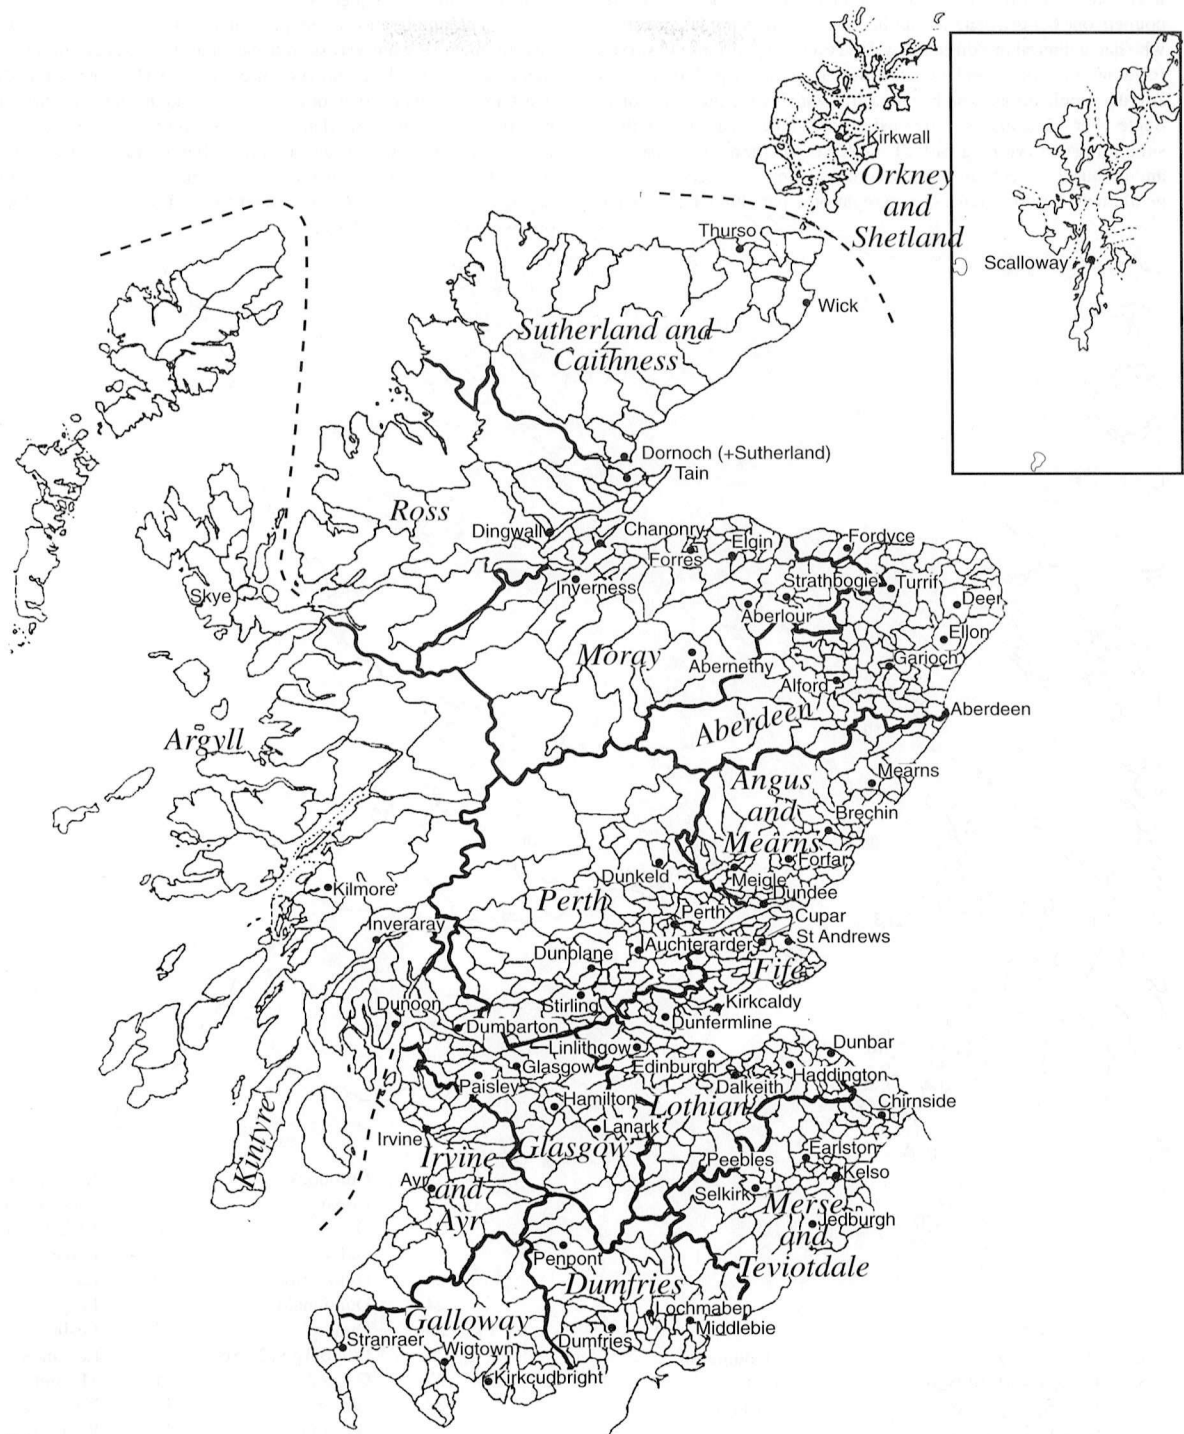 Kirkwall
Orkney
and
Shetland
Scalloway
Thurso
Wick
Sutherland and
Caithness
Dornoch (+Sutherland)
Tain
Ross
Dingwall
Chanonry
Forres
Elgin
Fordyce
Inverness
Strathbogie
Turrif
Deer
Skye
Aberlour
Ellon
Moray
Abernethy
Garioch
Alford
Aberdeen
Aberdeen
Argyll
Angus
and
Mearns
Mearns
Brechin
Forfar
Dunkeld
Meigle
Dundee
Kilmore
Perth
Perth
Cupar
Inveraray
Auchterarder
St Andrews
Dunblane
Fife
Dunoon
Stirling
Kirkcaldy
Dumbarton
Dunfermline
Linlithgow
Dunbar
Glasgow
Edinburgh
Haddington
Paisley
Dalkeith
Hamilton
Lothian
Chirnside
Kintyre
Irvine
Lanark
Glasgow
Irvine
and
Ayr
Ayr
Peebles
Earlston
Kelso
Selkirk
Merse
and
Teviotdale
Jedburgh
Penpont
Dumfries
Galloway
Lochmaben
Middlebie
Stranraer
Wigtown
Dumfries
Kirkcudbright